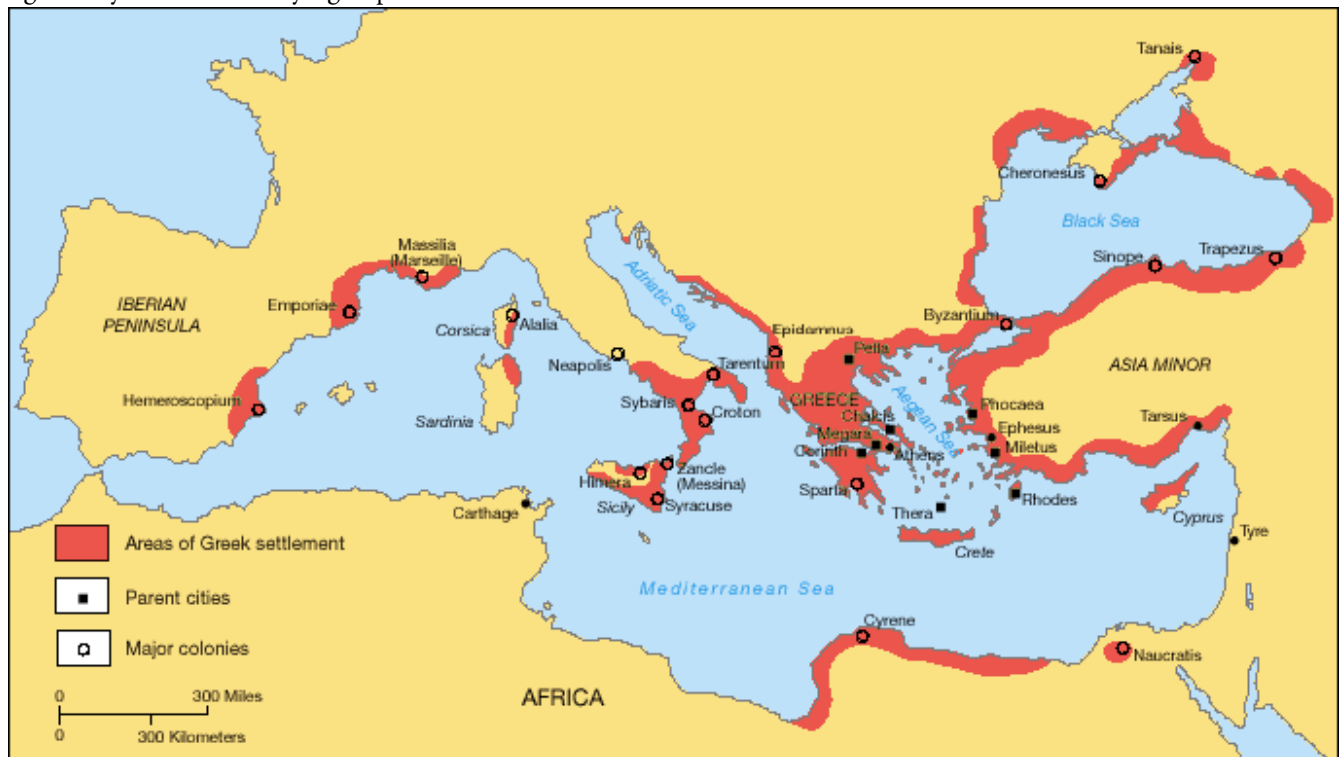 Tanais
Cheronesus
Black Sea
Massilia
(Marseille)
Sinope
Trapezus
IBERIAN
PENINSULA
Emporiae
Adriatic Sea
Corsica
Alalia
Byzantium
Epidamnus
Neapolis
Tarentum
Pella
ASIA MINOR
Hemeroscopium
Sardinia
Sybaris
Croton
GREECE
Aegean Sea
Phocaea
Chalcis
Ephesus
Tarsus
Megara
Miletus
Corinth
Athens
Himera
Zancle
(Messina)
Sparta
Rhodes
Carthage
Sicily
Syracuse
Thera
Cyprus
Tyre
Crete
Areas of Greek settlement
Parent cities
Major colonies
Mediterranean Sea
Cyrene
Naucratis
AFRICA
0
300 Miles
0
300 Kilometers